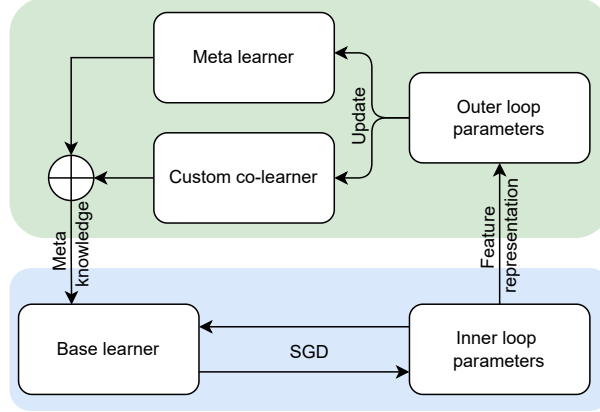 Meta learner
Outer loop
parameters
Update
Custom co-learner
Meta
knowledge
Feature
representation
Base learner
SGD
Inner loop
parameters